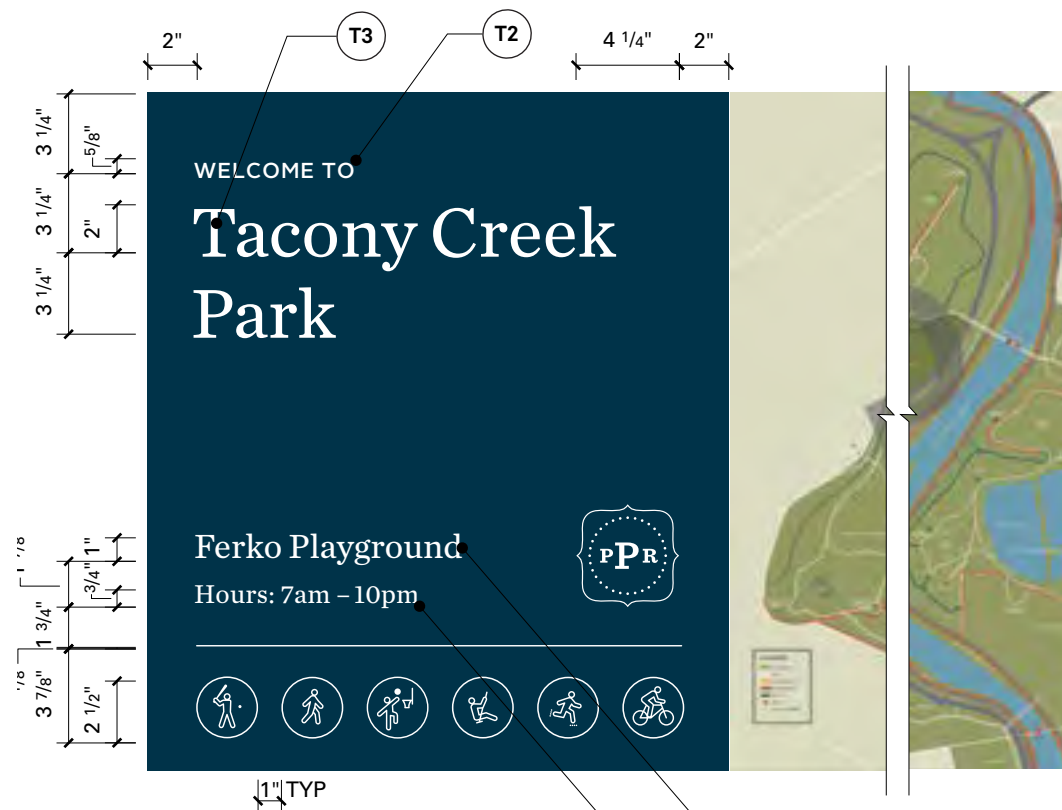 2"
T3
T2
4 1/4"
2"
3 1/4"
5/8"
3 1/4"
2"
3 1/4"
WELCOME TO
Tacony Creek
Park
1"
3/4"
1 3/4"
3 7/8"
2 1/2"
Ferko Playground
Hours: 7am – 10pm
PPR
1" TYP